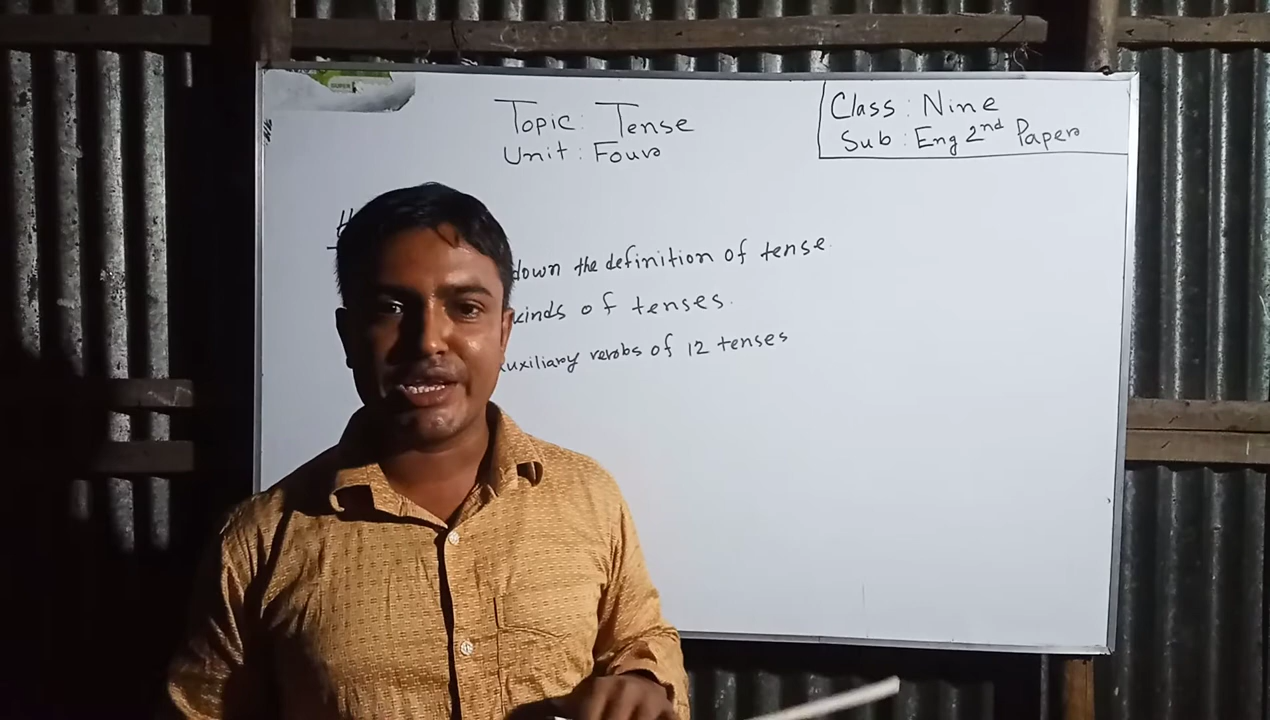 SUPER
Topic: Tense
Unit: Four
Class: Nine
Sub: Eng 2nd Paper
down the definition of tense.
kinds of tenses.
uxiliary verbs of 12 tenses